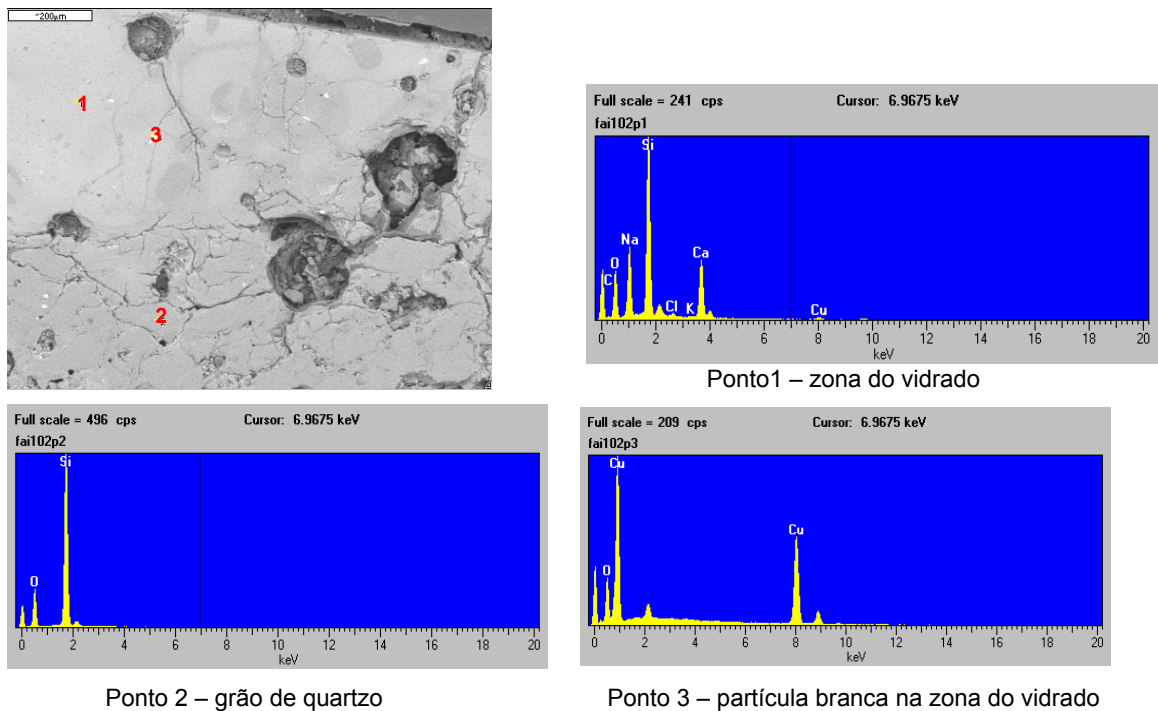 ~200µm
1
3
2
Full scale = 241 cps Cursor: 6.9675 keV
fai102p1
Si
Na
O
C
Ca
Cl
K
Cu
0 2 4 6 8 10 12 14 16 18 20
keV
Ponto1 – zona do vidrado
Full scale = 496 cps Cursor: 6.9675 keV
fai102p2
Si
O
0 2 4 6 8 10 12 14 16 18 20
keV
Ponto 2 – grão de quartzo
Full scale = 209 cps Cursor: 6.9675 keV
fai102p3
Cu
O
Cu
0 2 4 6 8 10 12 14 16 18 20
keV
Ponto 3 – partícula branca na zona do vidrado